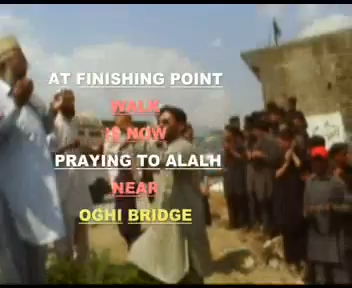 AT FINISHING POINT
WALK
IS NOW
PRAYING TO ALALH
NEAR
OGHI BRIDGE